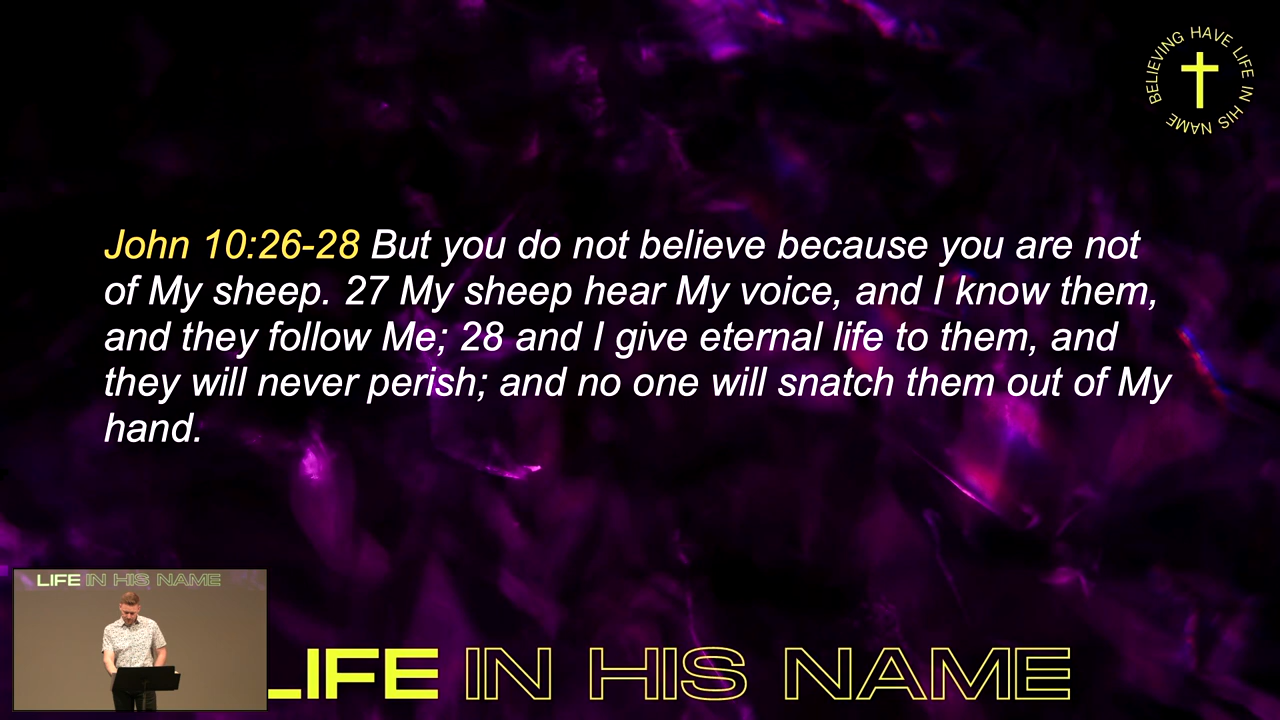 BELIEVING HAVE LIFE IN HIS NAME
John 10:26-28 But you do not believe because you are not
of My sheep. 27 My sheep hear My voice, and I know them,
and they follow Me; 28 and I give eternal life to them, and
they will never perish; and no one will snatch them out of My
hand.
LIFE IN HIS NAME
LIFE IN HIS NAME